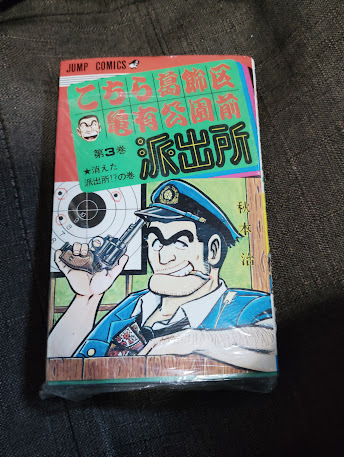 JUMP COMICS
こちら葛飾区
亀有公園前
派出所
第3巻
★消えた
派出所!?の巻
秋本治